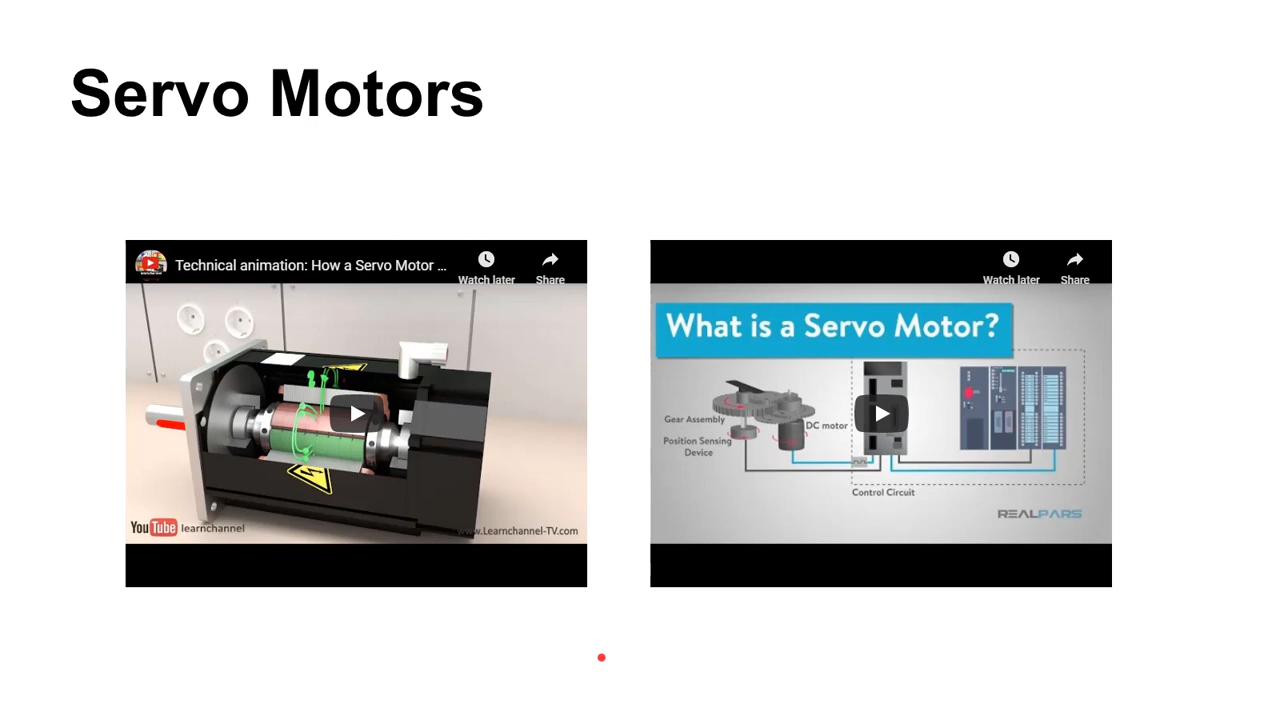 Servo Motors
Technical animation: How a Servo Motor ...
Watch later
Share
YouTube learnchannel
www.Learnchannel-TV.com
Watch later
Share
What is a Servo Motor?
Gear Assembly
Position Sensing
Device
DC motor
Control Circuit
REALPARS